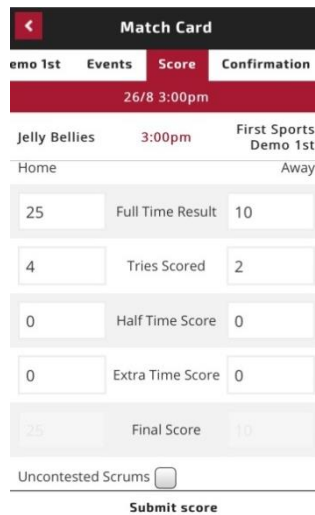 Match Card
emo 1st Events Score Confirmation
26/8 3:00pm
Jelly Bellies 3:00pm First Sports
Demo 1st
Home Away
25 Full Time Result 10
4 Tries Scored 2
0 Half Time Score 0
0 Extra Time Score 0
25 Final Score 10
Uncontested Scrums
Submit score